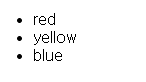 • red
• yellow
• blue